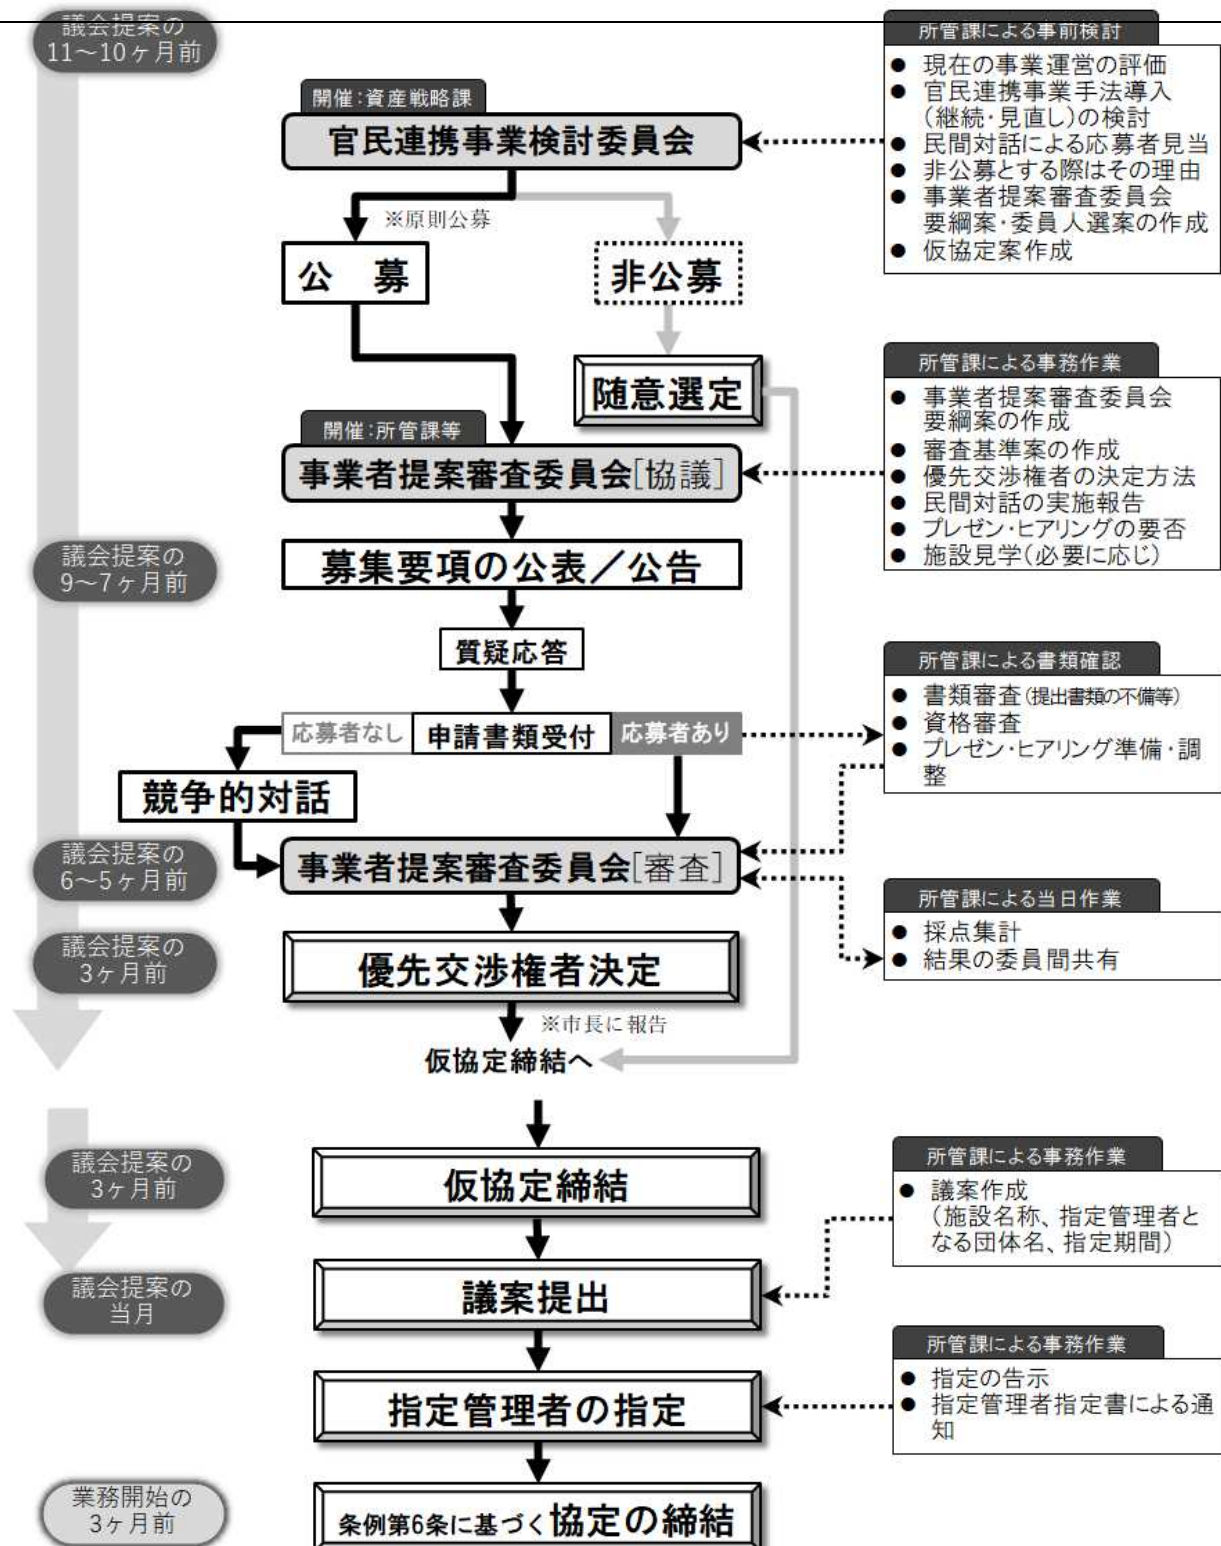 議会提案の
11～10ヶ月前
所管課による事前検討
● 現在の事業運営の評価
● 官民連携事業手法導入
（継続・見直し）の検討
● 民間対話による応募者見当
● 非公募とする際はその理由
● 事業者提案審査委員会
要綱案・委員人選案の作成
● 仮協定案作成
開催：資産戦略課
官民連携事業検討委員会
※原則公募
公　募
非公募
随意選定
所管課による事務作業
● 事業者提案審査委員会
要綱案の作成
● 審査基準案の作成
● 優先交渉権者の決定方法
● 民間対話の実施報告
● プレゼン・ヒアリングの要否
● 施設見学（必要に応じ）
開催：所管課等
事業者提案審査委員会［協議］
議会提案の
9～7ヶ月前
募集要項の公表／公告
質疑応答
応募者なし 申請書類受付 応募者あり
所管課による書類確認
● 書類審査（提出書類の不備等）
● 資格審査
● プレゼン・ヒアリング準備・調
整
競争的対話
議会提案の
6～5ヶ月前
事業者提案審査委員会［審査］
所管課による当日作業
● 採点集計
● 結果の委員間共有
議会提案の
3ヶ月前
優先交渉権者決定
※市長に報告
仮協定締結へ
議会提案の
3ヶ月前
仮協定締結
所管課による事務作業
● 議案作成
（施設名称、指定管理者と
なる団体名、指定期間）
議会提案の
当月
議案提出
所管課による事務作業
● 指定の告示
● 指定管理者指定書による通
知
指定管理者の指定
業務開始の
3ヶ月前
条例第6条に基づく協定の締結